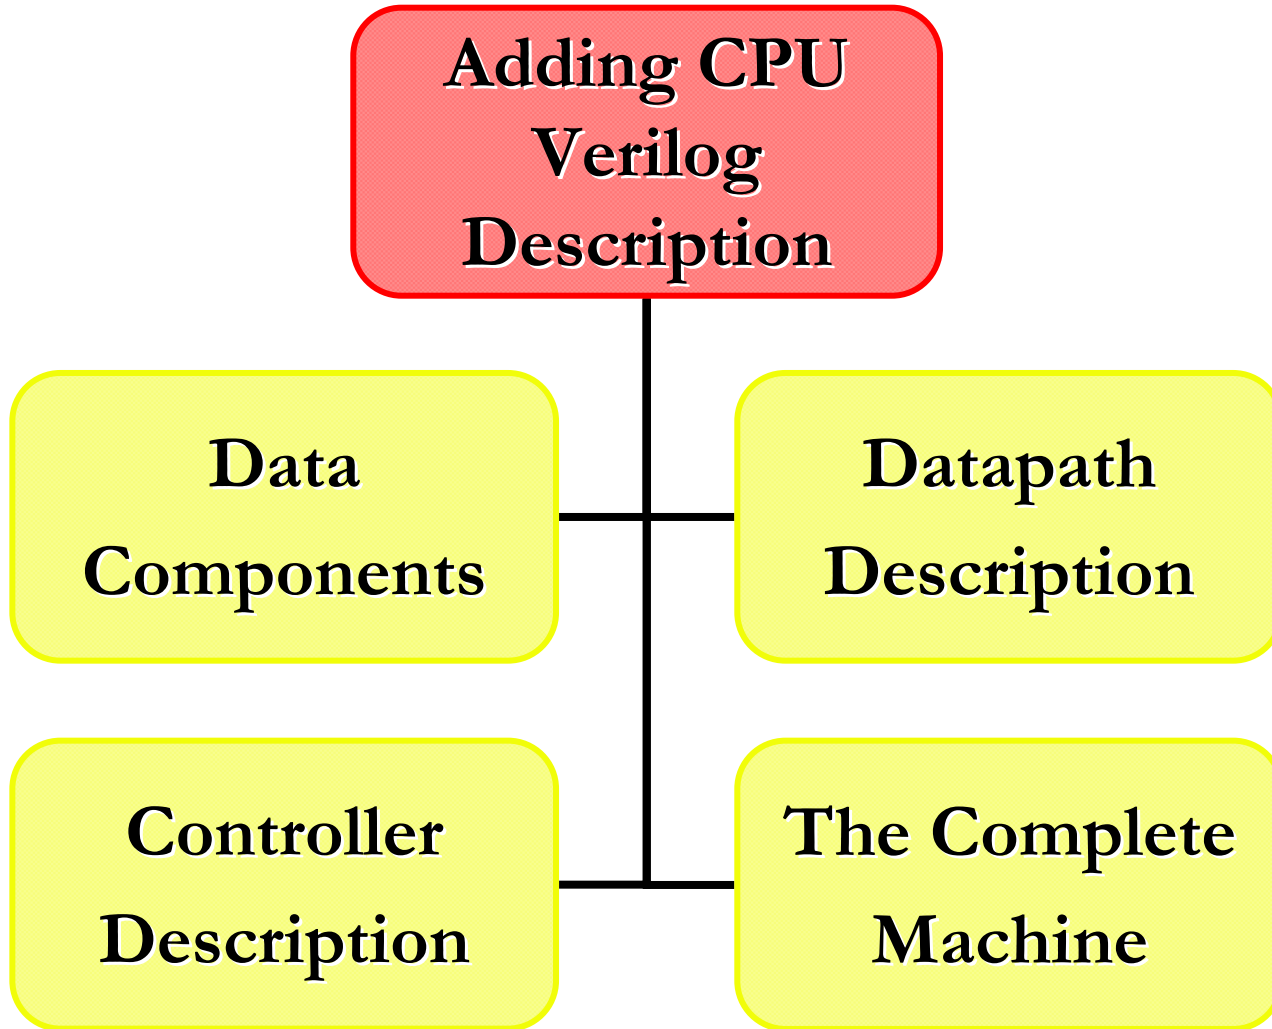 Adding CPU
Verilog
Description
Data
Components
Datapath
Description
Controller
Description
The Complete
Machine